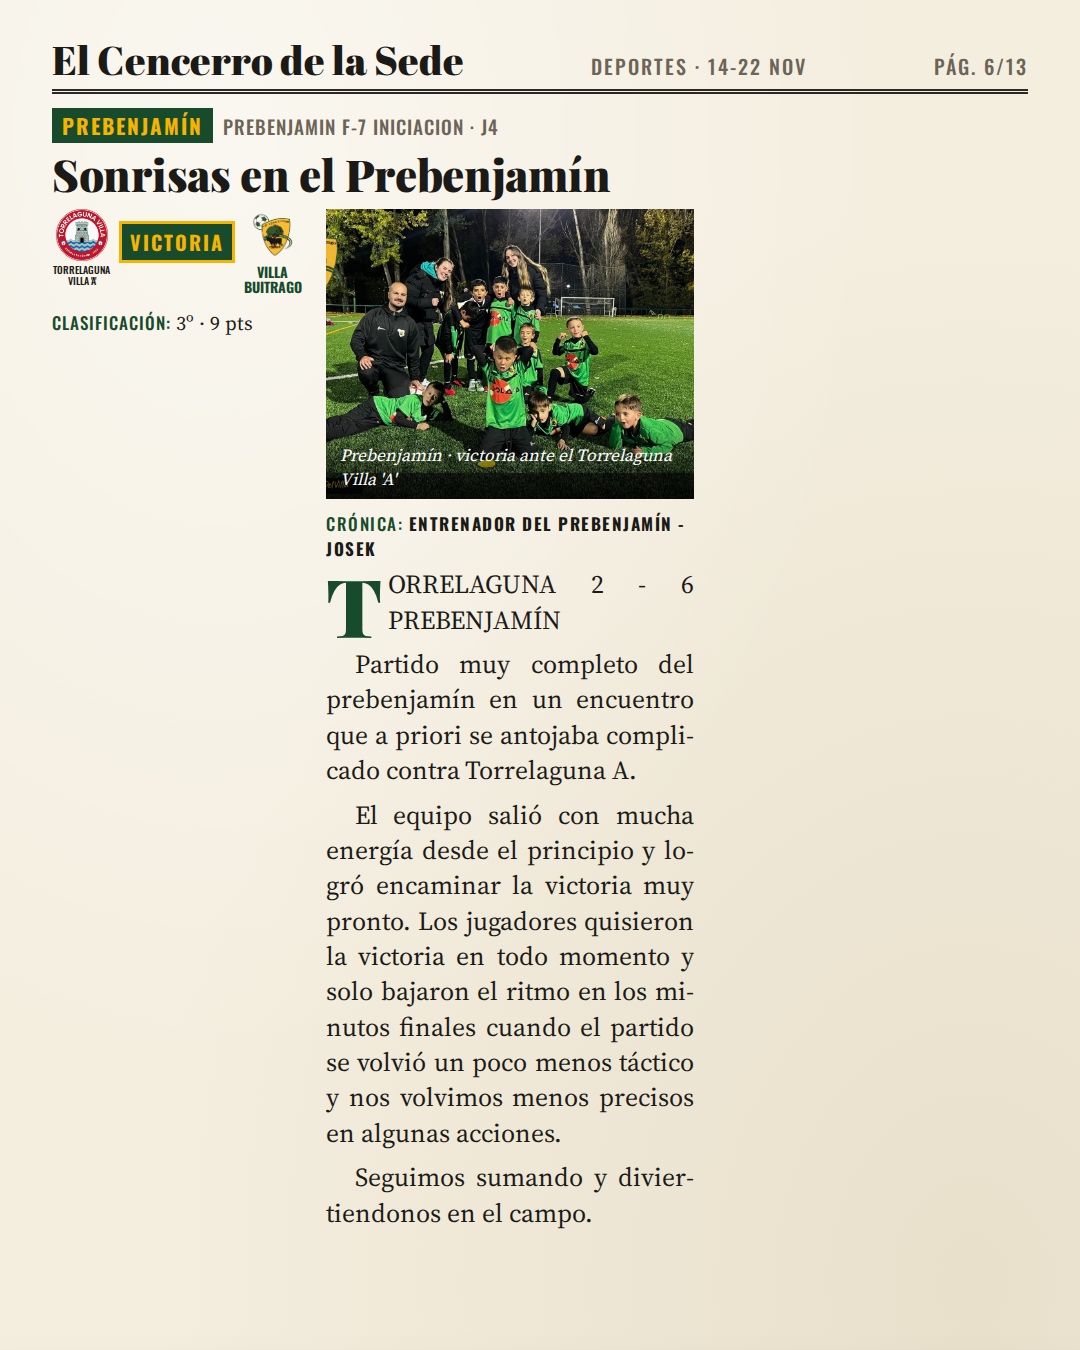 El Cencerro de la Sede
DEPORTES · 14-22 NOV
PÁG. 6/13
PREBENJAMÍN
PREBENJAMIN F-7 INICIACION · J4
Sonrisas en el Prebenjamín
TORRELAGUNA VILLA
VICTORIA
TORRELAGUNA
VILLA 'A'
VILLA
BUITRAGO
CLASIFICACIÓN: 3º · 9 pts
Prebenjamín · victoria ante el Torrelaguna
Villa 'A'
CRÓNICA: ENTRENADOR DEL PREBENJAMÍN -
JOSEK
TORRELAGUNA 2 - 6
PREBENJAMÍN
Partido muy completo del
prebenjamín en un encuentro
que a priori se antojaba compli-
cado contra Torrelaguna A.
El equipo salió con mucha
energía desde el principio y lo-
gró encaminar la victoria muy
pronto. Los jugadores quisieron
la victoria en todo momento y
solo bajaron el ritmo en los mi-
nutos finales cuando el partido
se volvió un poco menos táctico
y nos volvimos menos precisos
en algunas acciones.
Seguimos sumando y divier-
tiendonos en el campo.